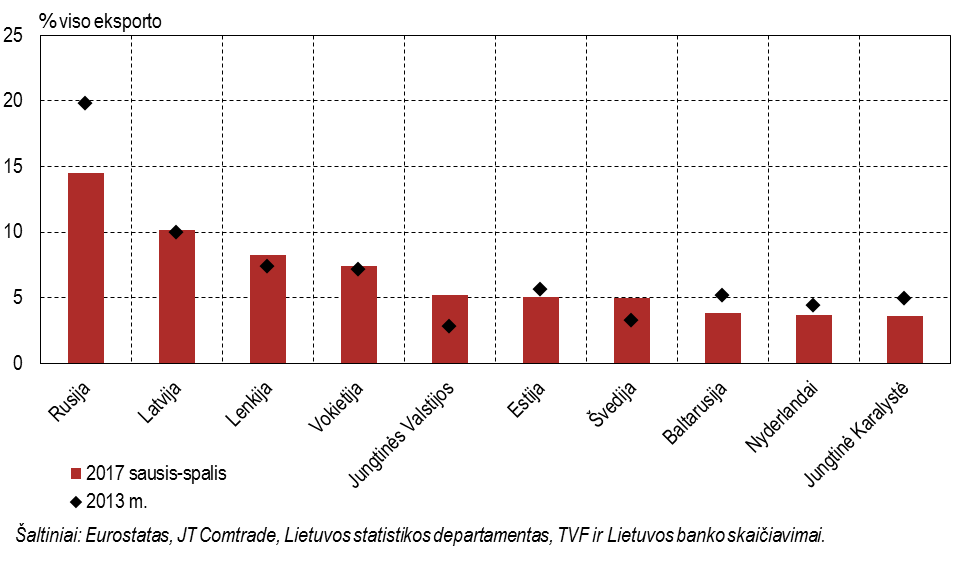 % viso eksporto
25
20
15
10
5
0
Rusija
Latvija
Lenkija
Vokietija
Jungtinės Valstijos
Estija
Švedija
Baltarusija
Nyderlandai
Jungtinė Karalystė
2017 sausis-spalis
2013 m.
Šaltiniai: Eurostatas, JT Comtrade, Lietuvos statistikos departamentas, TVF ir Lietuvos banko skaičiavimai.